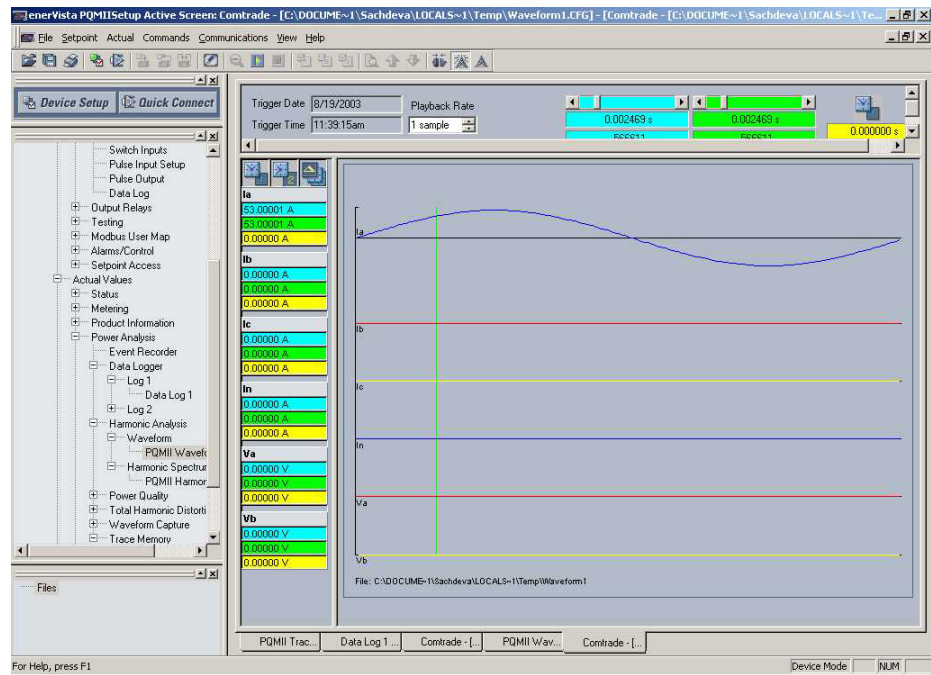 enerVista PQMIISetup Active Screen: Comtrade - [C:\DOCUM E~1\Sachdeva\LOCALS~1\Temp\Waveform1.CFG] - [Comtrade - [C:\DOCUME~1\Sachdeva\LOCALS~1\Te...
File Setpoint Actual Commands Communications View Help
Device Setup Quick Connect
Switch Inputs
Pulse Input Setup
Pulse Output
Data Log
Output Relays
Testing
Modbus User Map
Alarms/Control
Setpoint Access
Actual Values
Status
Metering
Product Information
Power Analysis
Event Recorder
Data Logger
Log 1
Data Log 1
Log 2
Harmonic Analysis
Waveform
PQMII Wavefc
Harmonic Spectrur
PQMII Harmor
Power Quality
Total Harmonic Distorti
Waveform Capture
Trace Memory
Files
Trigger Date 8/19/2003 Playback Rate
Trigger Time 11:39:15am 1 sample
0.002469 s 0.002469 s 0.000000 s
Ia
53.00001 A
53.00001 A
0.00000 A
Ib
0.00000 A
0.00000 A
0.00000 A
Ic
0.00000 A
0.00000 A
0.00000 A
In
0.00000 A
0.00000 A
0.00000 A
Va
0.00000 V
0.00000 V
0.00000 V
Vb
0.00000 V
0.00000 V
0.00000 V
Ia
Ib
Ic
In
Va
Vb
File: C:\DOCUME~1\Sachdeva\LOCALS~1\Temp\Waveform1
PQMII Trac... Data Log 1 ... Comtrade - [... PQMII Wav... Comtrade - [...
For Help, press F1 Device Mode NUM